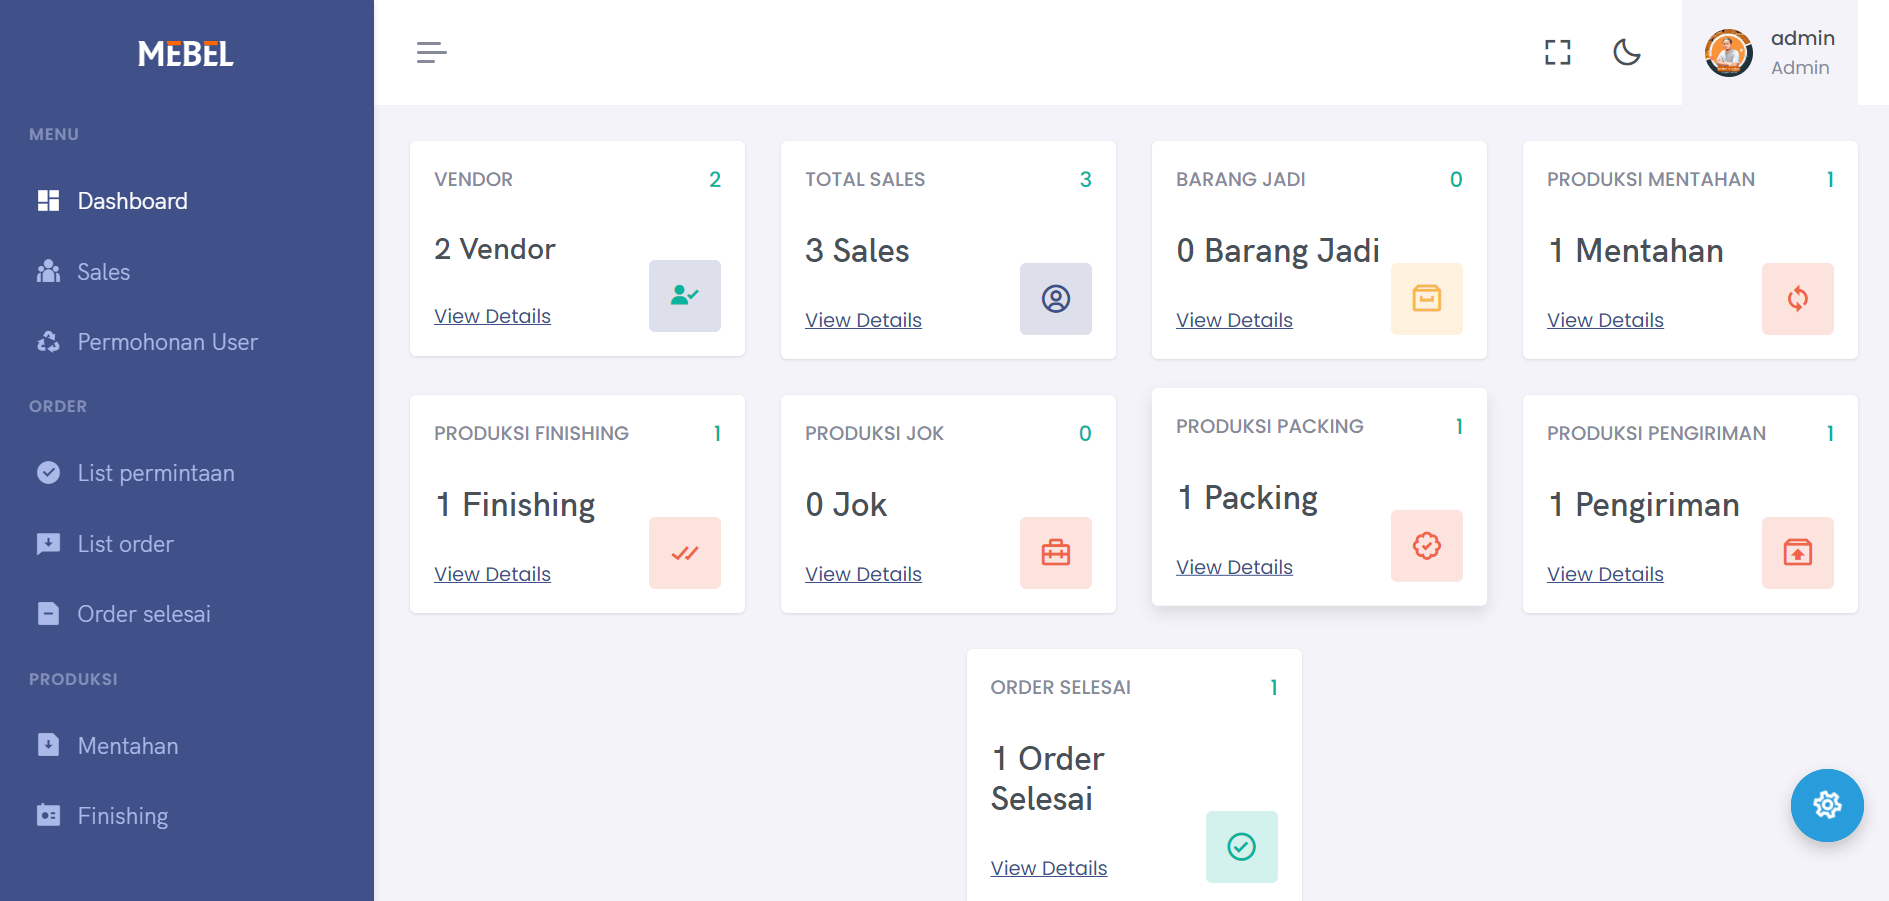 MEBEL
MENU
Dashboard
Sales
Permohonan User
ORDER
List permintaan
List order
Order selesai
PRODUKSI
Mentahan
Finishing
admin
Admin
VENDOR 2
2 Vendor
View Details
TOTAL SALES 3
3 Sales
View Details
BARANG JADI 0
0 Barang Jadi
View Details
PRODUKSI MENTAHAN 1
1 Mentahan
View Details
PRODUKSI FINISHING 1
1 Finishing
View Details
PRODUKSI JOK 0
0 Jok
View Details
PRODUKSI PACKING 1
1 Packing
View Details
PRODUKSI PENGIRIMAN 1
1 Pengiriman
View Details
ORDER SELESAI 1
1 Order
Selesai
View Details